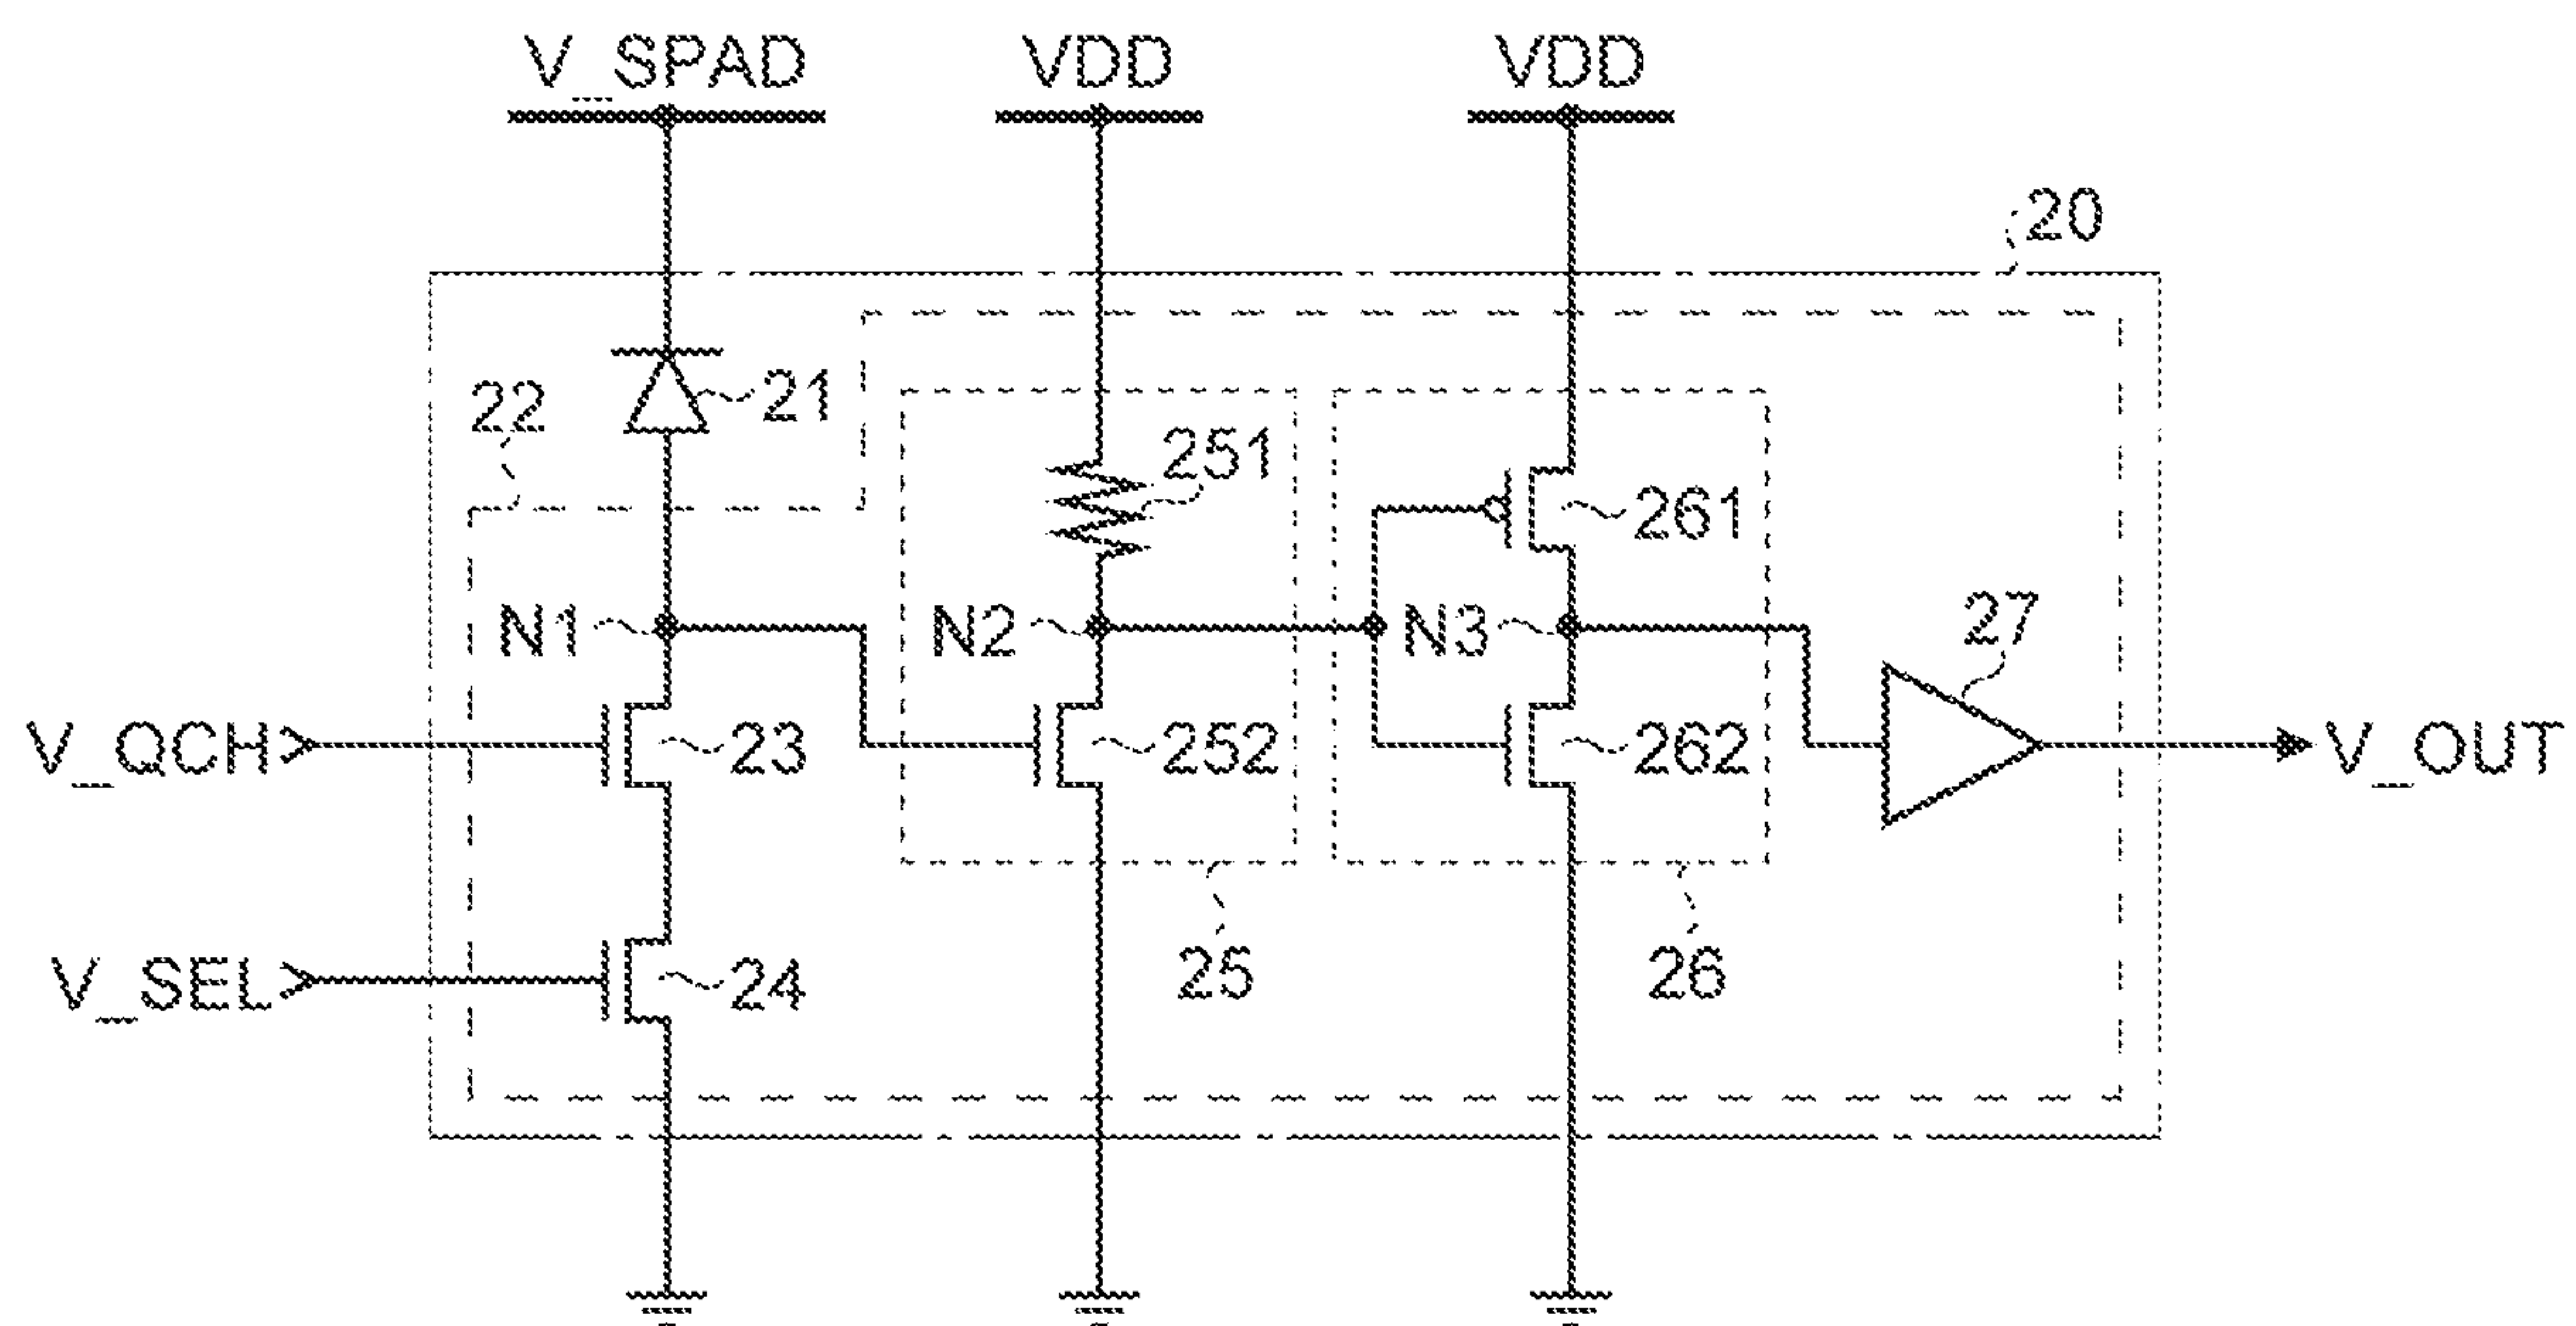 V_SPAD VDD VDD
20
22 21
251
261
N1 N2 N3
27
V_QCH 23 252 262 V_OUT
V_SEL 24 25 26